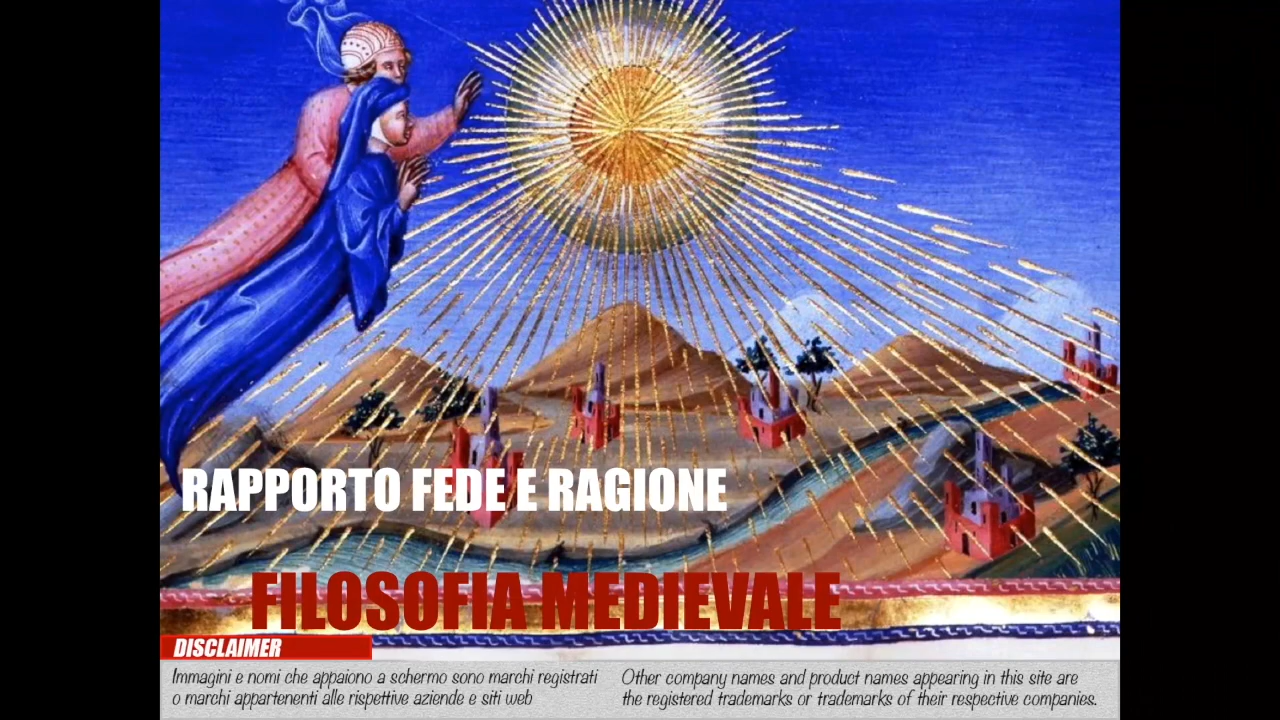 RAPPORTO FEDE E RAGIONE
FILOSOFIA MEDIEVALE
DISCLAIMER
Immagini e nomi che appaiono a schermo sono marchi registrati
o marchi appartenenti alle rispettive aziende e siti web
Other company names and product names appearing in this site are
the registered trademarks or trademarks of their respective companies.